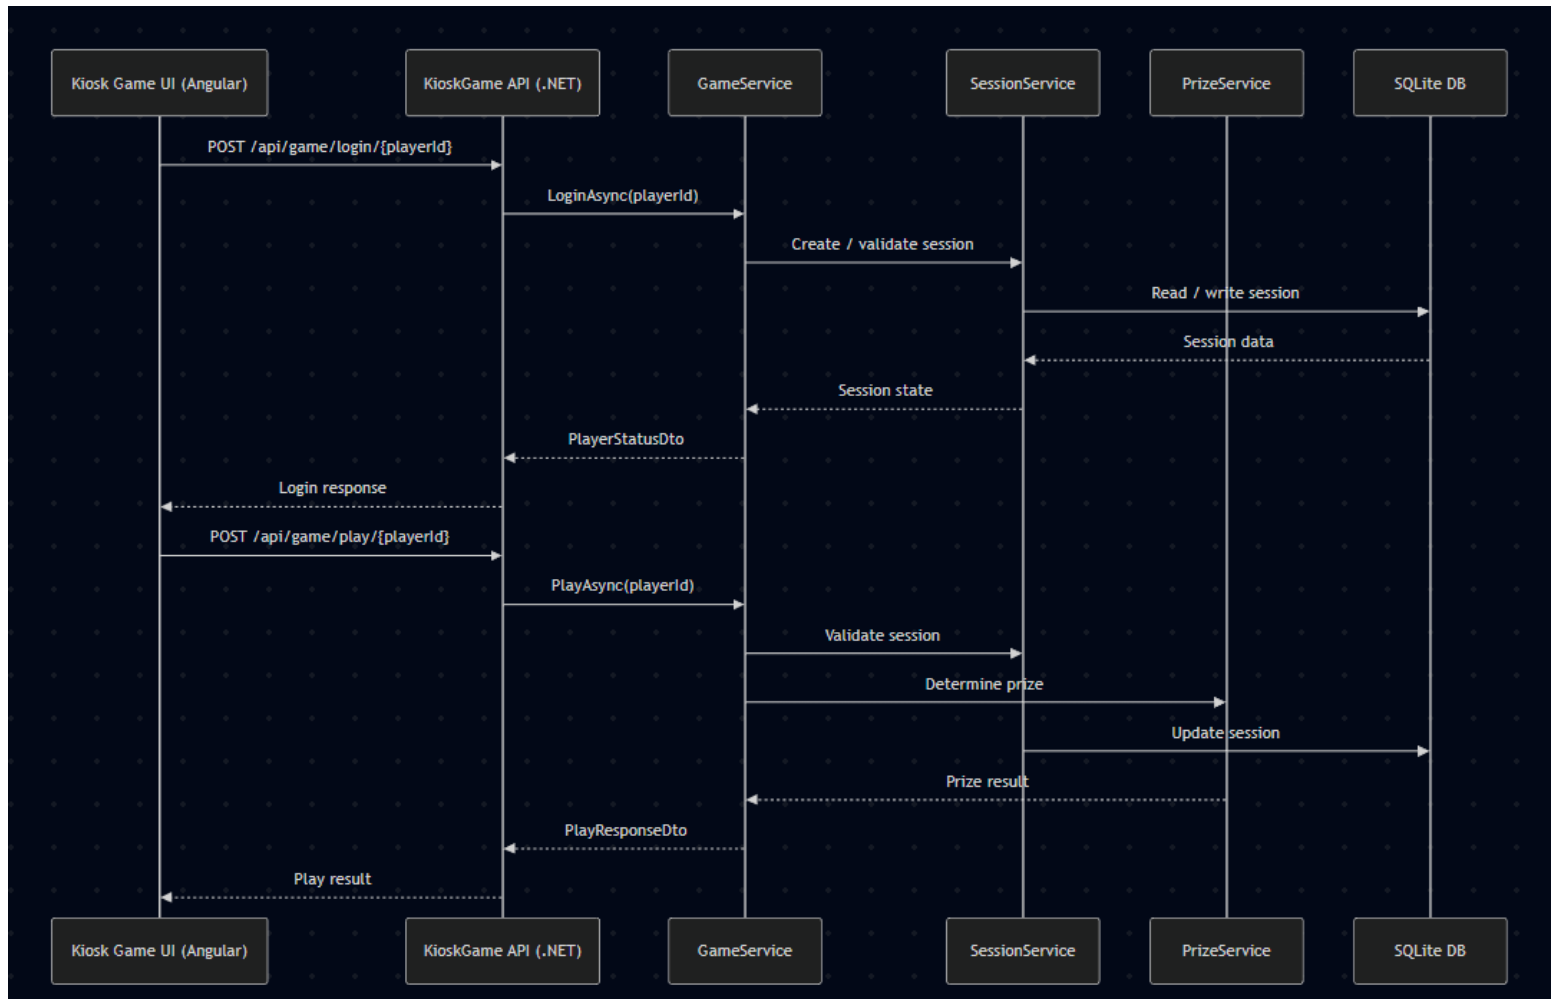 Kiosk Game UI (Angular)
KioskGame API (.NET)
GameService
SessionService
PrizeService
SQLite DB
POST /api/game/login/{playerId}
LoginAsync(playerId)
Create / validate session
Read / write session
Session data
Session state
PlayerStatusDto
Login response
POST /api/game/play/{playerId}
PlayAsync(playerId)
Validate session
Determine prize
Update session
Prize result
PlayResponseDto
Play result
Kiosk Game UI (Angular)
KioskGame API (.NET)
GameService
SessionService
PrizeService
SQLite DB